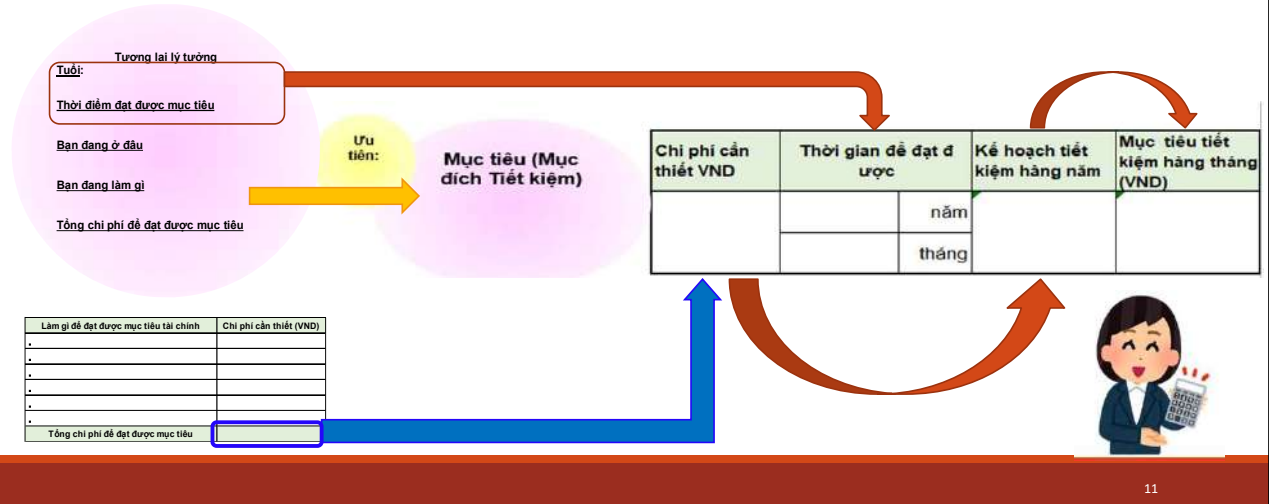 Tương lai lý tưởng
Tuổi:
Thời điểm đạt được mục tiêu
Bạn đang ở đâu
Bạn đang làm gì
Tổng chi phí để đạt được mục tiêu
Ưu
tiên:
Mục tiêu (Mục
đích Tiết kiệm)
Chi phí cần
thiết VND
Thời gian để đạt đ
ược
Kế hoạch tiết
kiệm hàng năm
Mục tiêu tiết
kiệm hàng tháng
(VND)
năm
tháng
Làm gì để đạt được mục tiêu tài chính
Chi phí cần thiết (VND)
Tổng chi phí để đạt được mục tiêu
11